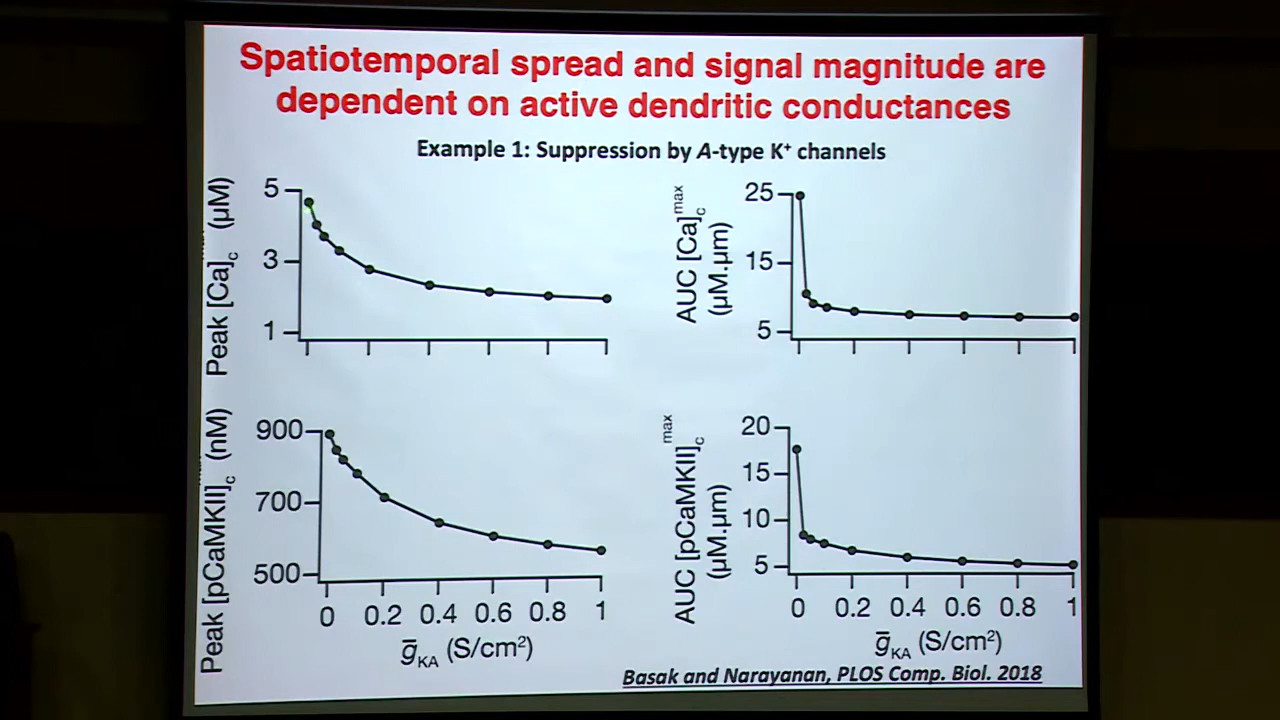 Spatiotemporal spread and signal magnitude are
dependent on active dendritic conductances
Example 1: Suppression by A-type K⁺ channels
Peak [Ca]c (µM)
5
3
1
AUC [Ca]c max
(µM.µm)
25
15
5
Peak [pCaMKII]c (nM)
900
700
500
0 0.2 0.4 0.6 0.8 1
g̅KA (S/cm²)
AUC [pCaMKII]c max
(µM.µm)
20
15
10
5
0 0.2 0.4 0.6 0.8 1
g̅KA (S/cm²)
Basak and Narayanan, PLOS Comp. Biol. 2018